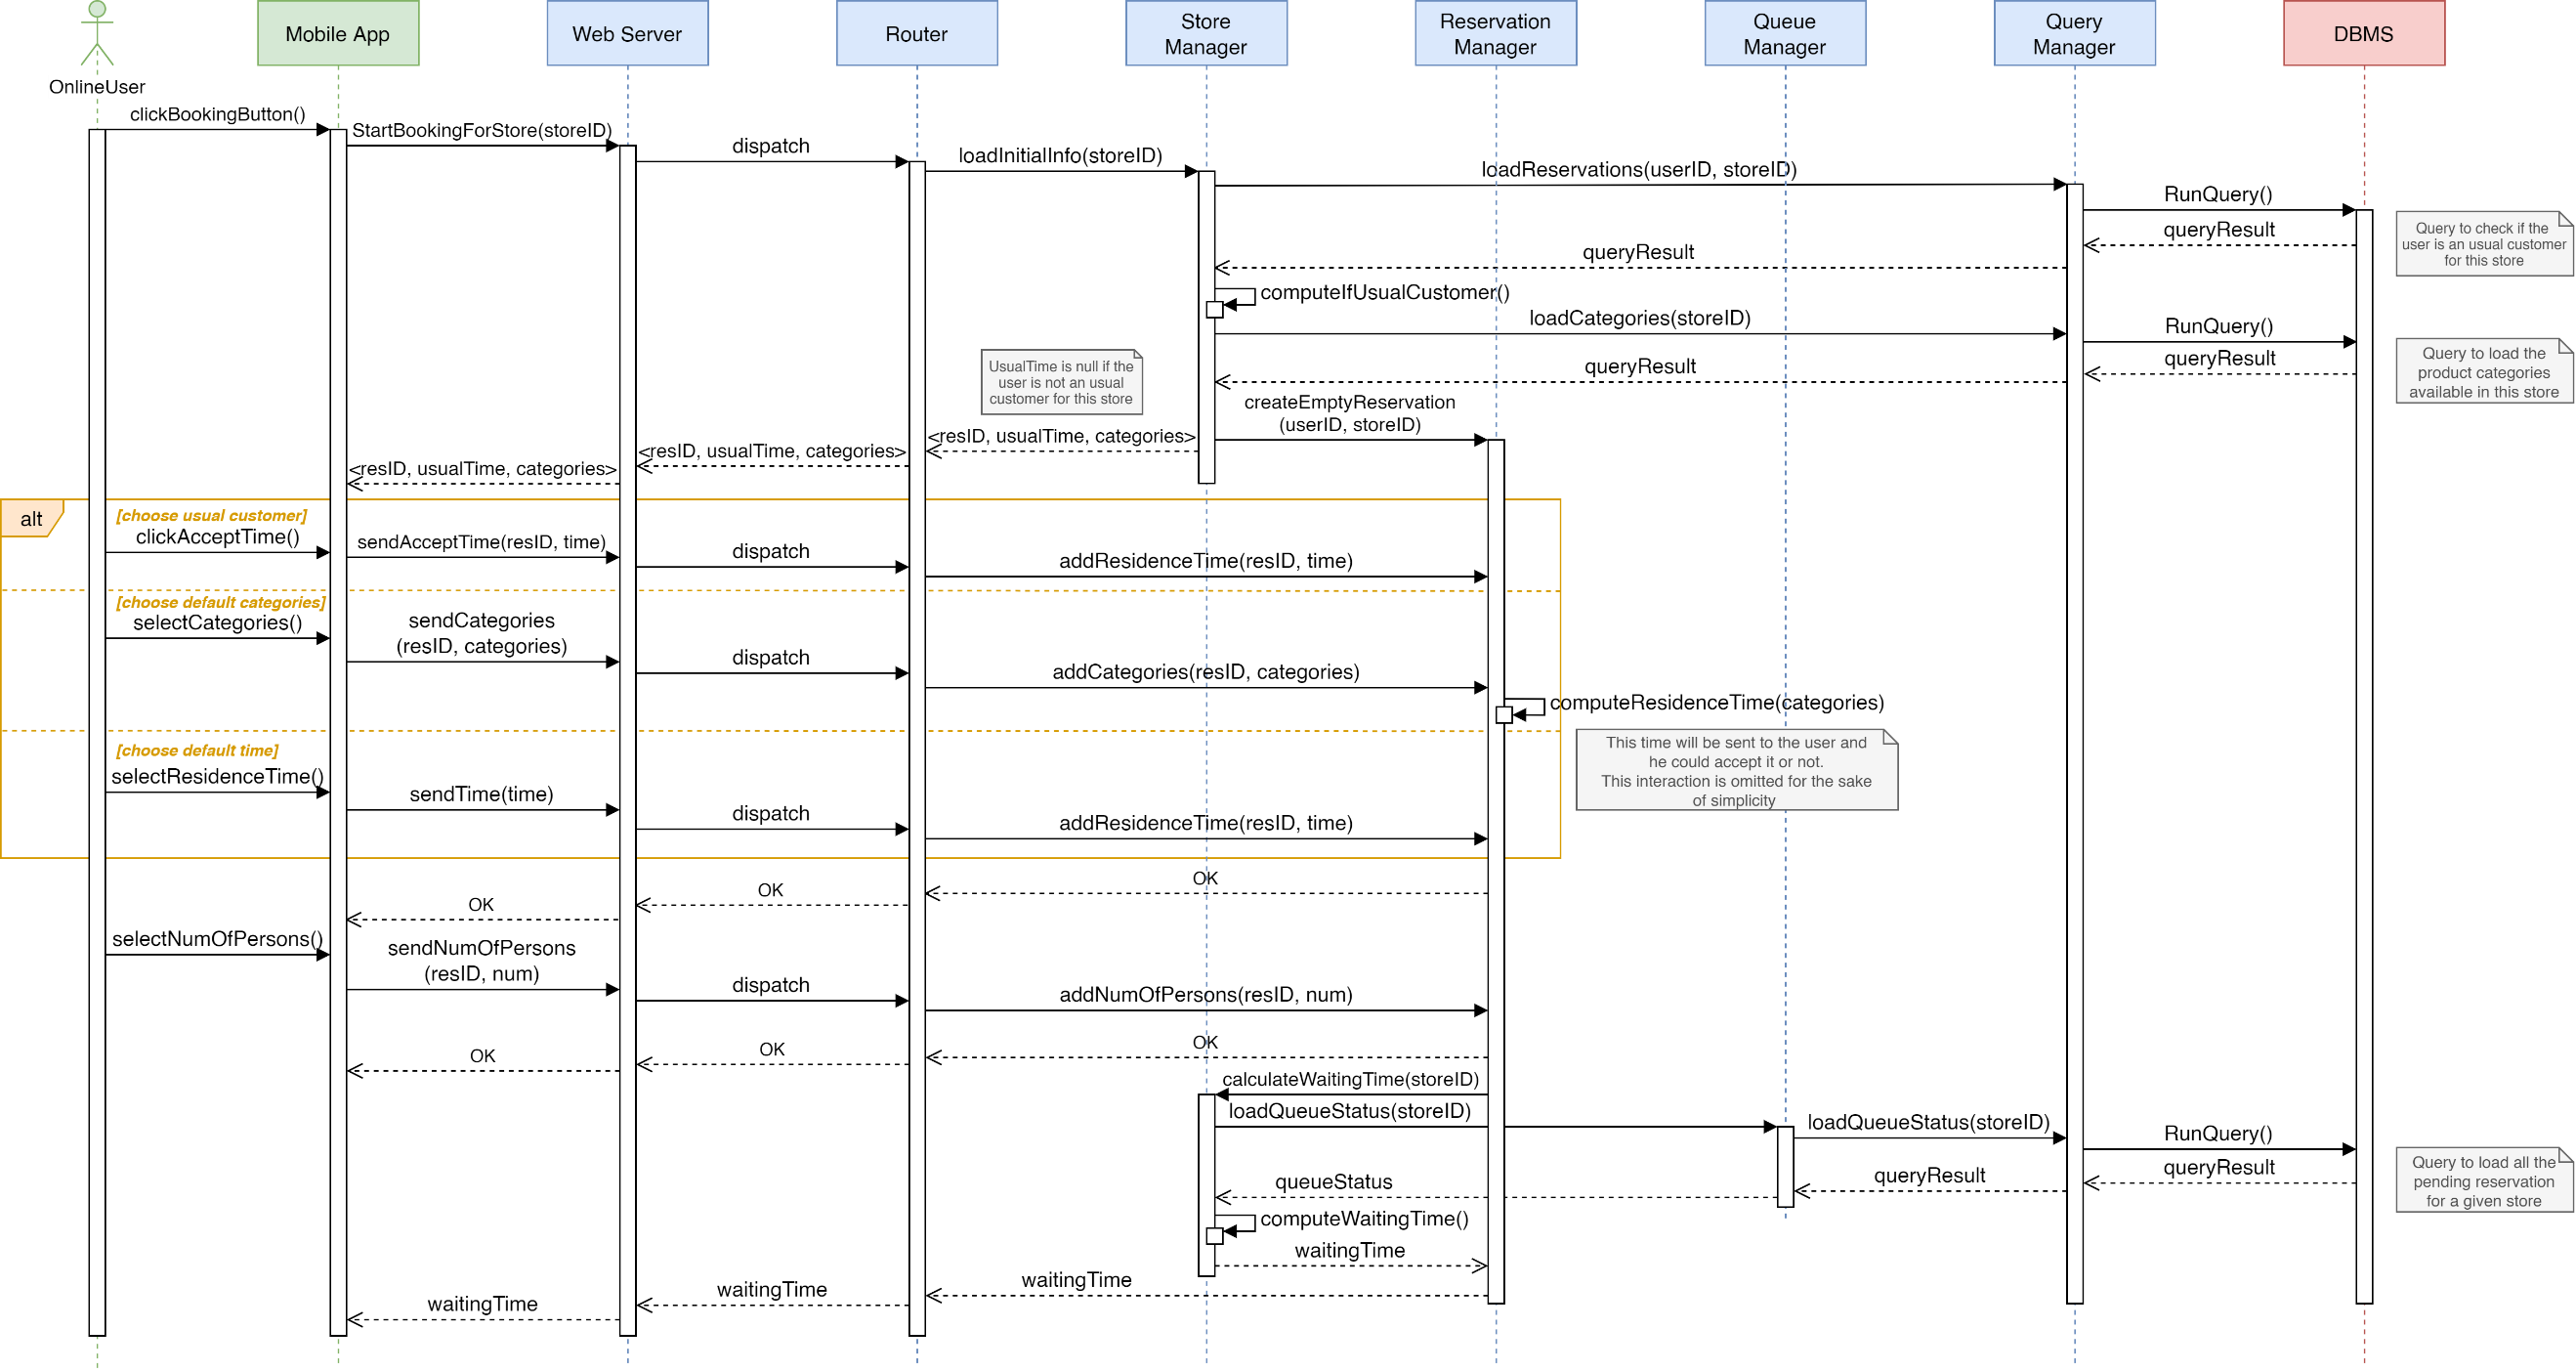 OnlineUser
Mobile App
Web Server
Router
Store
Manager
Reservation
Manager
Queue
Manager
Query
Manager
DBMS
clickBookingButton()
StartBookingForStore(storeID)
dispatch
loadInitialInfo(storeID)
loadReservations(userID, storeID)
RunQuery()
queryResult
Query to check if the
user is an usual customer
for this store
queryResult
computeIfUsualCustomer()
loadCategories(storeID)
RunQuery()
queryResult
Query to load the
product categories
available in this store
queryResult
UsualTime is null if the
user is not an usual
customer for this store
createEmptyReservation
(userID, storeID)
<resID, usualTime, categories>
<resID, usualTime, categories>
<resID, usualTime, categories>
alt
[choose usual customer]
clickAcceptTime()
sendAcceptTime(resID, time)
dispatch
addResidenceTime(resID, time)
[choose default categories]
selectCategories()
sendCategories
(resID, categories)
dispatch
addCategories(resID, categories)
computeResidenceTime(categories)
This time will be sent to the user and
he could accept it or not.
This interaction is omitted for the sake
of simplicity
[choose default time]
selectResidenceTime()
sendTime(time)
dispatch
addResidenceTime(resID, time)
OK
OK
OK
selectNumOfPersons()
sendNumOfPersons
(resID, num)
dispatch
addNumOfPersons(resID, num)
OK
OK
OK
calculateWaitingTime(storeID)
loadQueueStatus(storeID)
loadQueueStatus(storeID)
RunQuery()
queryResult
Query to load all the
pending reservation
for a given store
queryResult
queueStatus
computeWaitingTime()
waitingTime
waitingTime
waitingTime
waitingTime